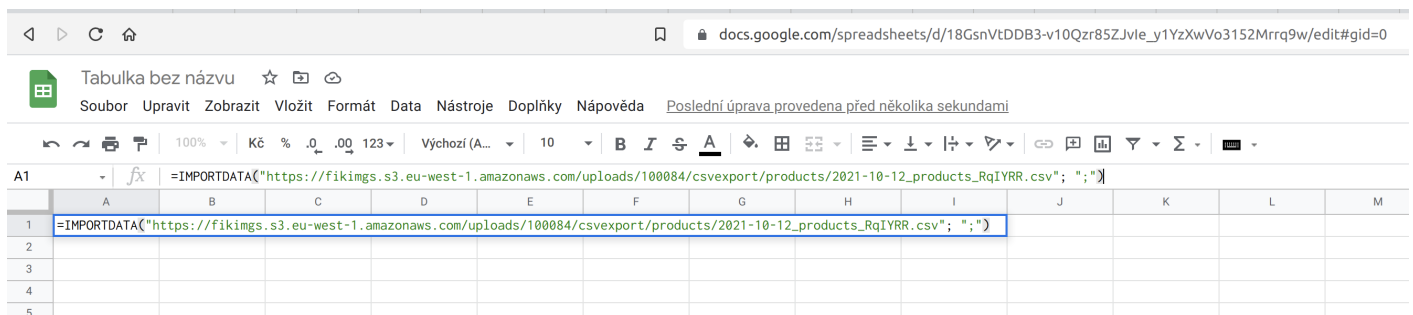 docs.google.com/spreadsheets/d/18GsnVtDDB3-v10Qzr85ZJvIe_y1YzXwVo3152Mrrq9w/edit#gid=0
Tabulka bez názvu
Soubor Upravit Zobrazit Vložit Formát Data Nástroje Doplňky Nápověda Poslední úprava provedena před několika sekundami
100% Kč % .0 .00 123 Výchozí (A... 10 B I S A
A1 fx =IMPORTDATA("https://fikimgs.s3.eu-west-1.amazonaws.com/uploads/100084/csvexport/products/2021-10-12_products_RqIYRR.csv"; ";")
A B C D E F G H I J K L M
1 =IMPORTDATA("https://fikimgs.s3.eu-west-1.amazonaws.com/uploads/100084/csvexport/products/2021-10-12_products_RqIYRR.csv"; ";")
2
3
4
5